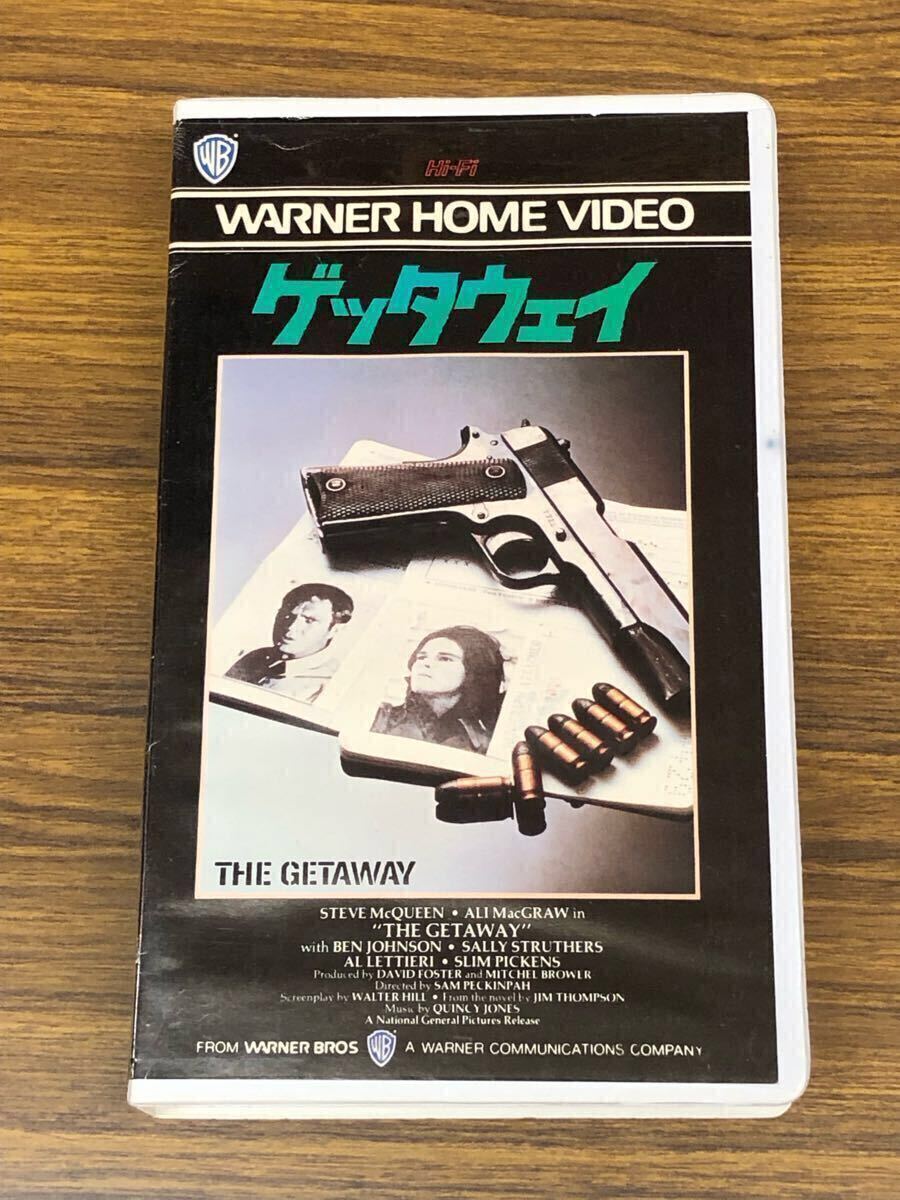 WB
Hi-Fi
WARNER HOME VIDEO
ゲッタウェイ
THE GETAWAY
STEVE McQUEEN • ALI MacGRAW in
"THE GETAWAY"
with BEN JOHNSON • SALLY STRUTHERS
AL LETTIERI • SLIM PICKENS
Produced by DAVID FOSTER and MITCHEL BROWER
Directed by SAM PECKINPAH
Screenplay by WALTER HILL • From the novel by JIM THOMPSON
Music by QUINCY JONES
A National General Pictures Release
FROM WARNER BROS WB A WARNER COMMUNICATIONS COMPANY